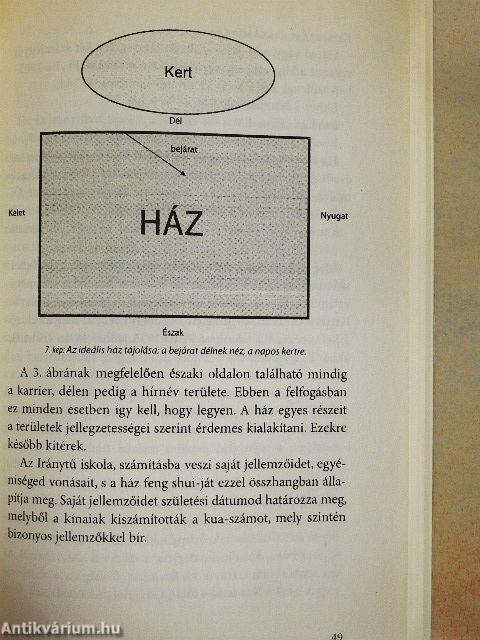 Kert
Dél
bejárat
Kelet
HÁZ
Nyugat
Észak
7. kép: Az ideális ház tájolása: a bejárat délnek néz, a napos kertre.
A 3. ábrának megfelelően északi oldalon található mindig
a karrier, délen pedig a hírnév területe. Ebben a felfogásban
ez minden esetben így kell, hogy legyen. A ház egyes részeit
a területek jellegzetességei szerint érdemes kialakítani. Ezekre
később kitérek.
Az Iránytű iskola, számításba veszi saját jellemzőidet, egyé-
niséged vonásait, s a ház feng shui-ját ezzel összhangban álla-
pítja meg. Saját jellemzőidet születési dátumod határozza meg,
melyből a kínaiak kiszámították a kua-számot, mely szintén
bizonyos jellemzőkkel bír.
49
Antikvárium.hu